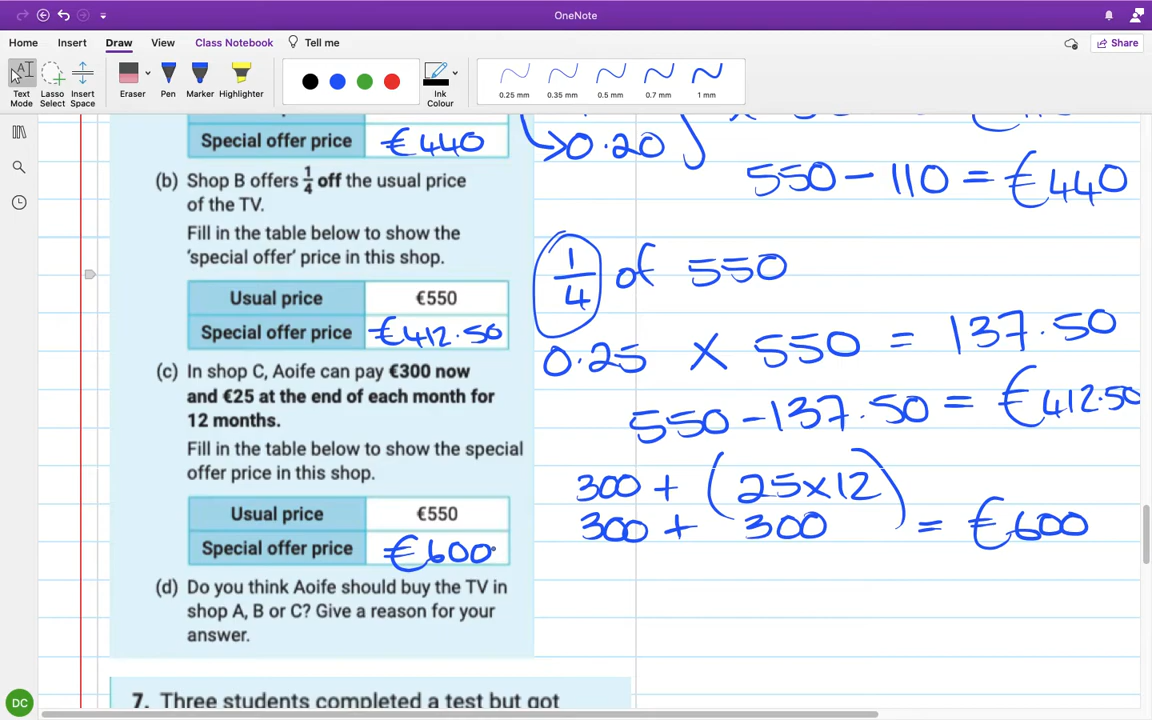 OneNote
Home Insert Draw View Class Notebook Tell me Share
Text Mode Lasso Select Insert Space Eraser Pen Marker Highlighter Ink Colour 0.25 mm 0.35 mm 0.5 mm 0.7 mm 1 mm
Special offer price €440
0.20
550 - 110 = €440
(b) Shop B offers 1/4 off the usual price
of the TV.
Fill in the table below to show the
'special offer' price in this shop.
Usual price €550
Special offer price €412.50
1/4 of 550
0.25 × 550 = 137.50
550 - 137.50 = €412.50
(c) In shop C, Aoife can pay €300 now
and €25 at the end of each month for
12 months.
Fill in the table below to show the special
offer price in this shop.
Usual price €550
Special offer price €600
300 + (25×12)
300 + 300 = €600
(d) Do you think Aoife should buy the TV in
shop A, B or C? Give a reason for your
answer.
7. Three students completed a test but got
DC